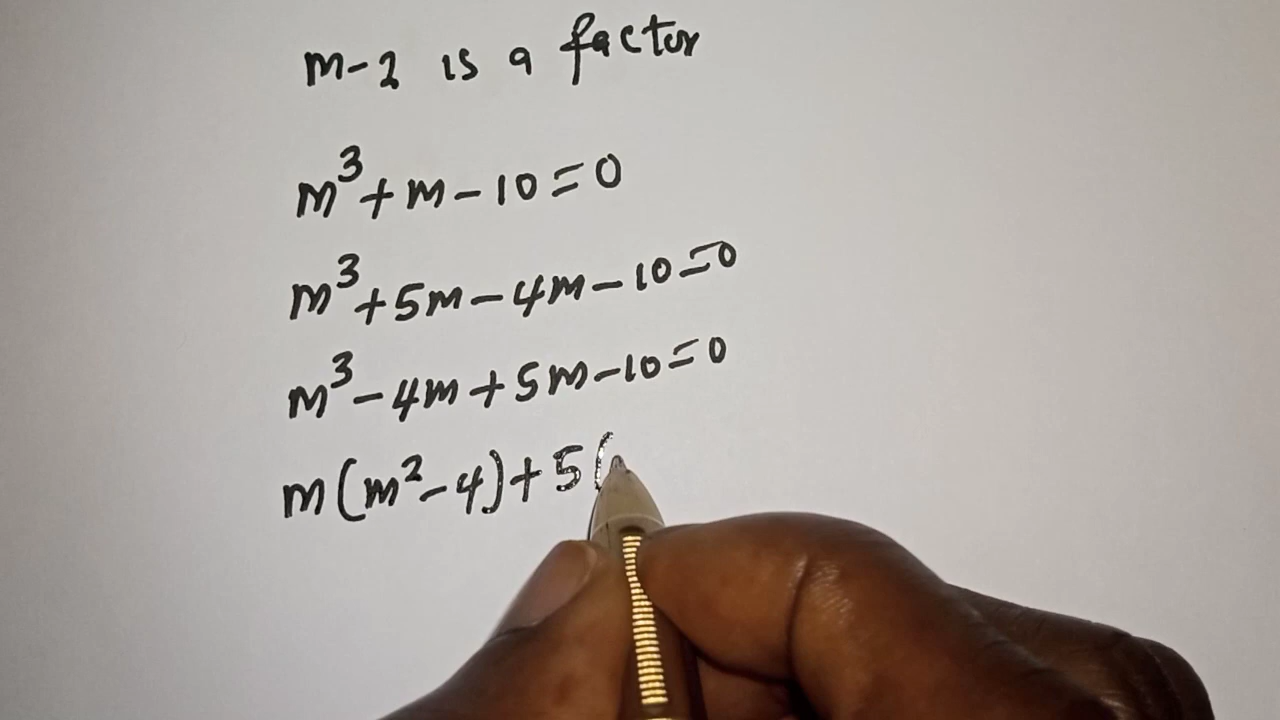 m-2 is a factor
m³+m-10=0
m³+5m-4m-10=0
m³-4m+5m-10=0
m(m²-4)+5(